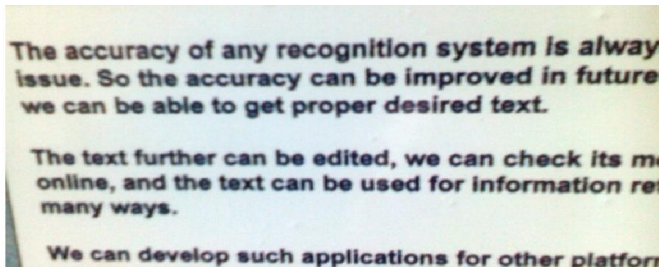 The accuracy of any recognition system is alway
issue. So the accuracy can be improved in future
we can be able to get proper desired text.
The text further can be edited, we can check its m
online, and the text can be used for information re
many ways.
We can develop such applications for other platfor